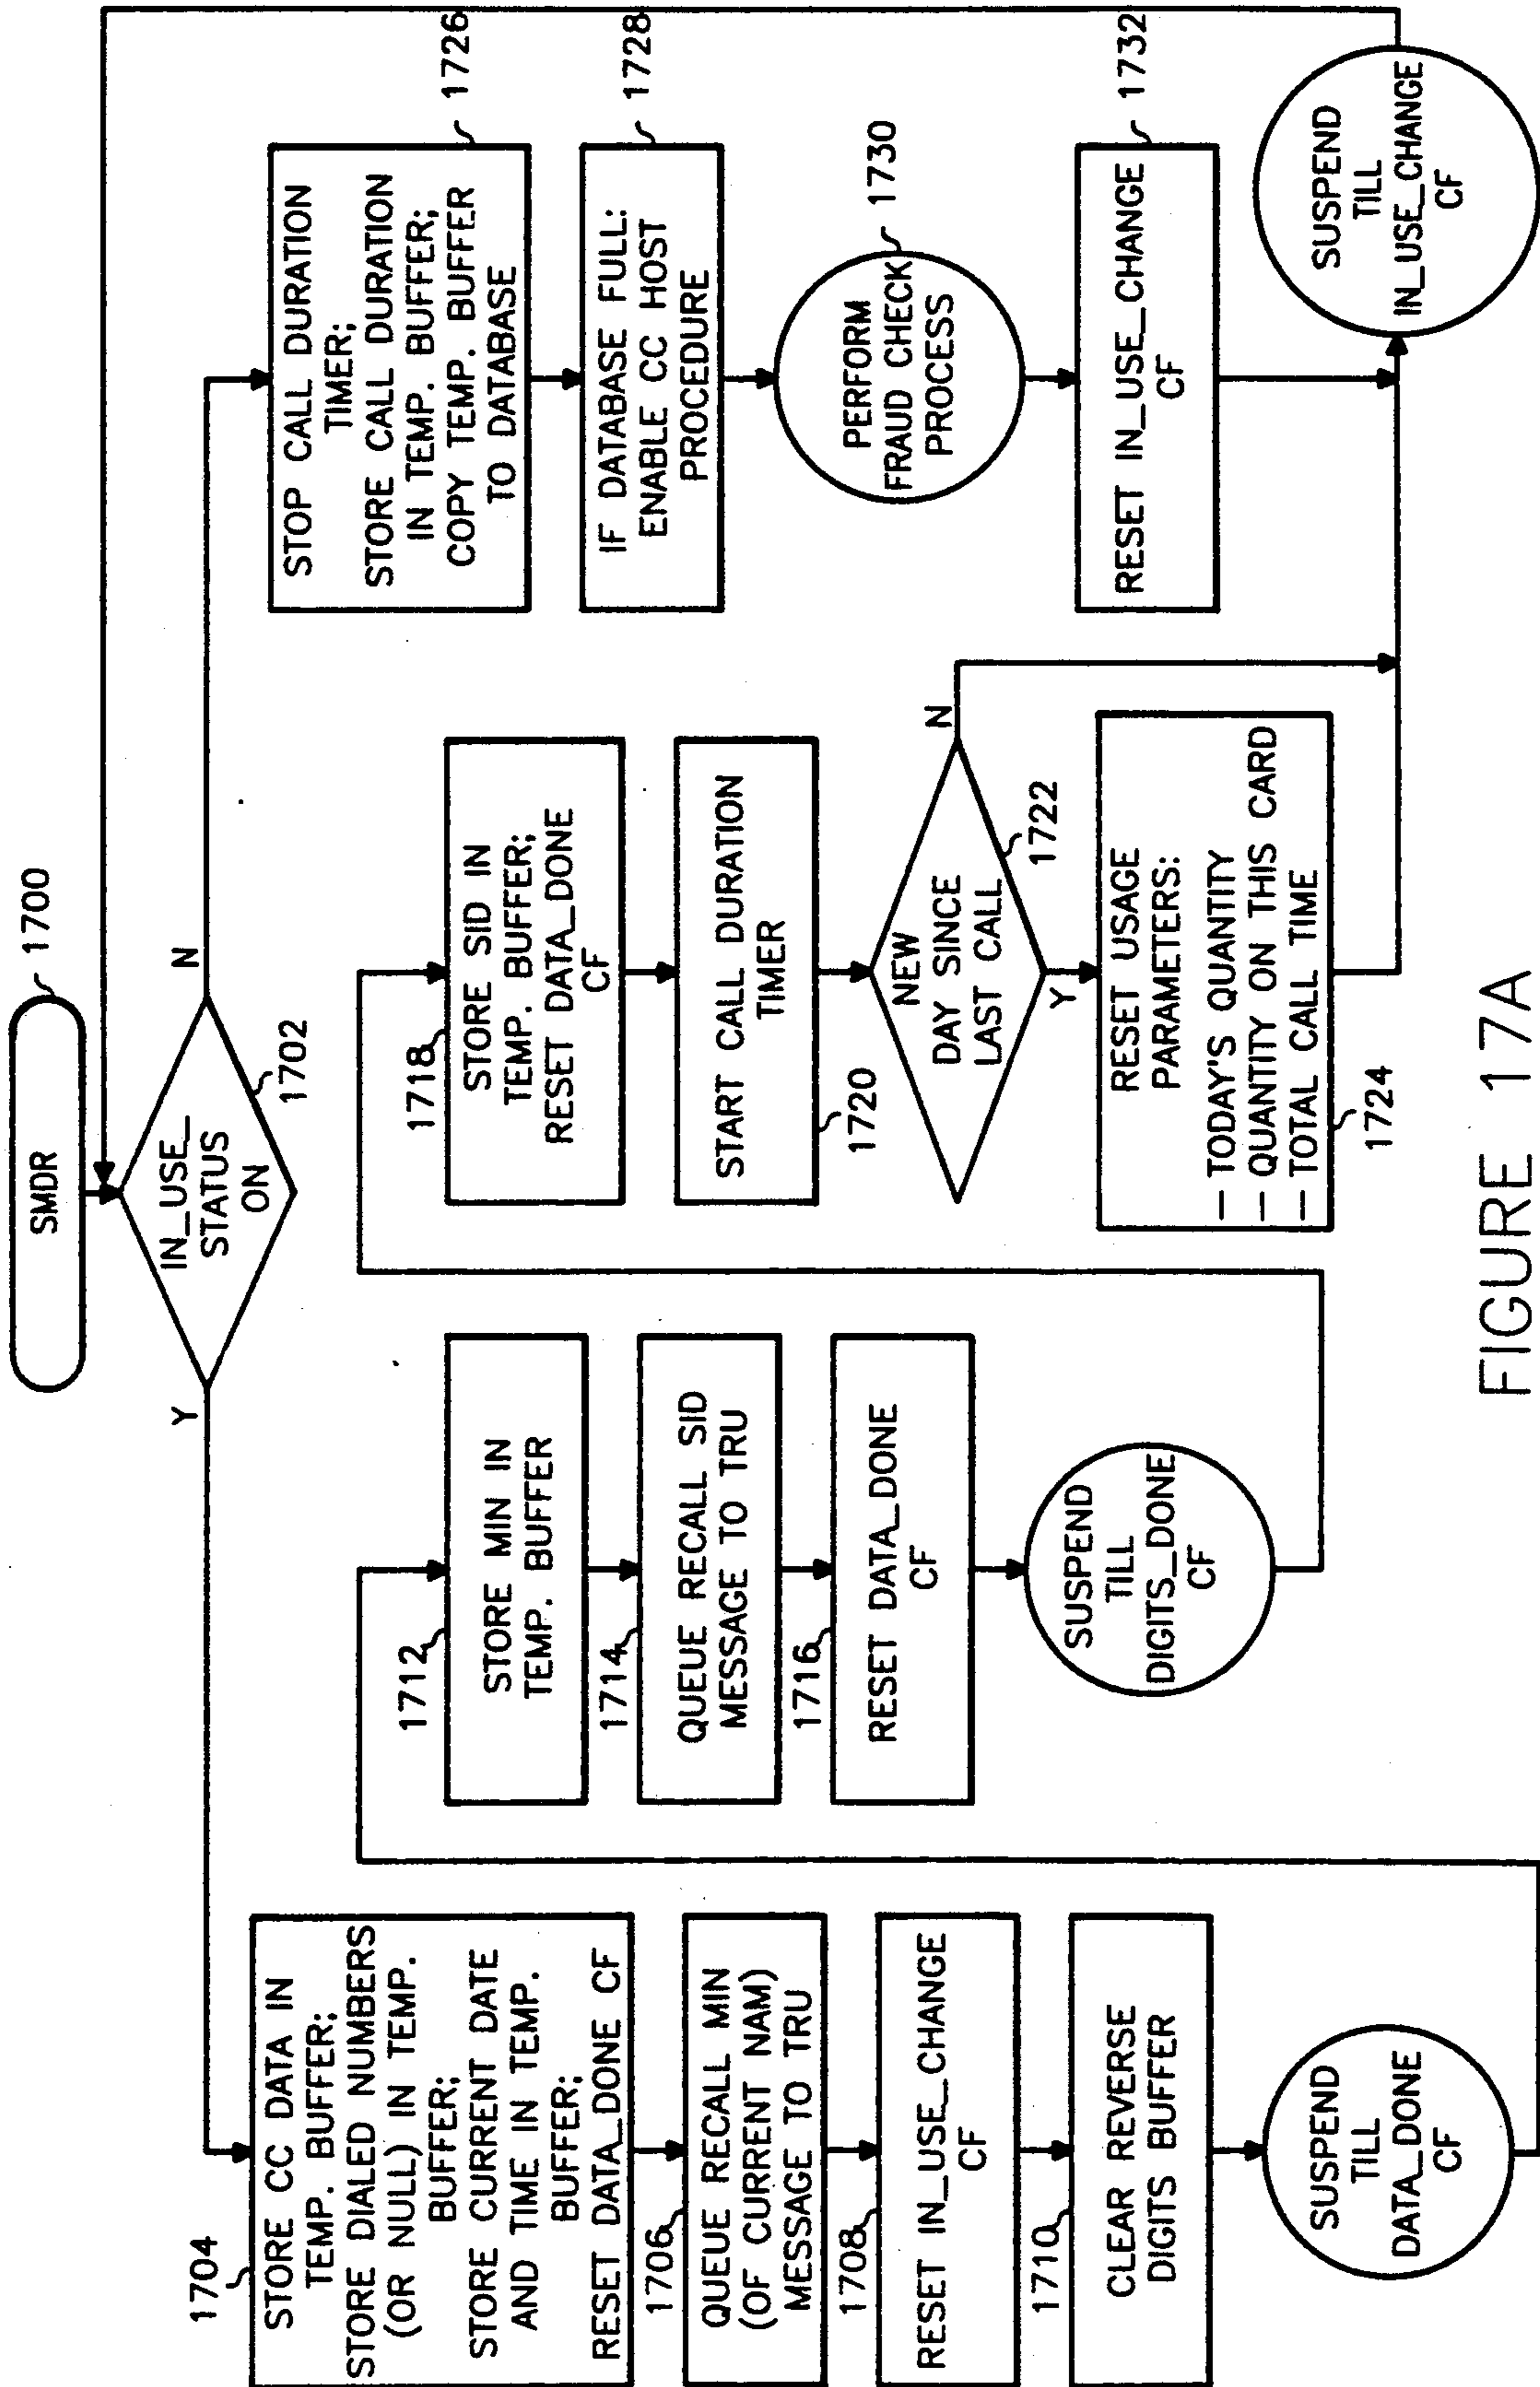 SMDR
1700
IN_USE_
STATUS
ON
1702
Y
N
1704
STORE CC DATA IN
TEMP. BUFFER;
STORE DIALED NUMBERS
(OR NULL) IN TEMP.
BUFFER;
STORE CURRENT DATE
AND TIME IN TEMP.
BUFFER;
RESET DATA_DONE CF
1706
QUEUE RECALL MIN
(OF CURRENT NAM)
MESSAGE TO TRU
1708
RESET IN_USE_CHANGE
CF
1710
CLEAR REVERSE
DIGITS BUFFER
SUSPEND
TILL
DATA_DONE
CF
1712
STORE MIN IN
TEMP. BUFFER
1714
QUEUE RECALL SID
MESSAGE TO TRU
1716
RESET DATA_DONE
CF
SUSPEND
TILL
DIGITS_DONE
CF
1718
STORE SID IN
TEMP. BUFFER;
RESET DATA_DONE
CF
START CALL DURATION
TIMER
1720
NEW
DAY SINCE
LAST CALL
1722
N
Y
RESET USAGE
PARAMETERS:
— TODAY'S QUANTITY
— QUANTITY ON THIS CARD
— TOTAL CALL TIME
1724
STOP CALL DURATION
TIMER;
STORE CALL DURATION
IN TEMP. BUFFER;
COPY TEMP. BUFFER
TO DATABASE
1726
IF DATABASE FULL:
ENABLE CC HOST
PROCEDURE
1728
PERFORM
FRAUD CHECK
PROCESS
1730
RESET IN_USE_CHANGE
CF
1732
SUSPEND
TILL
IN_USE_CHANGE
CF
FIGURE 17A